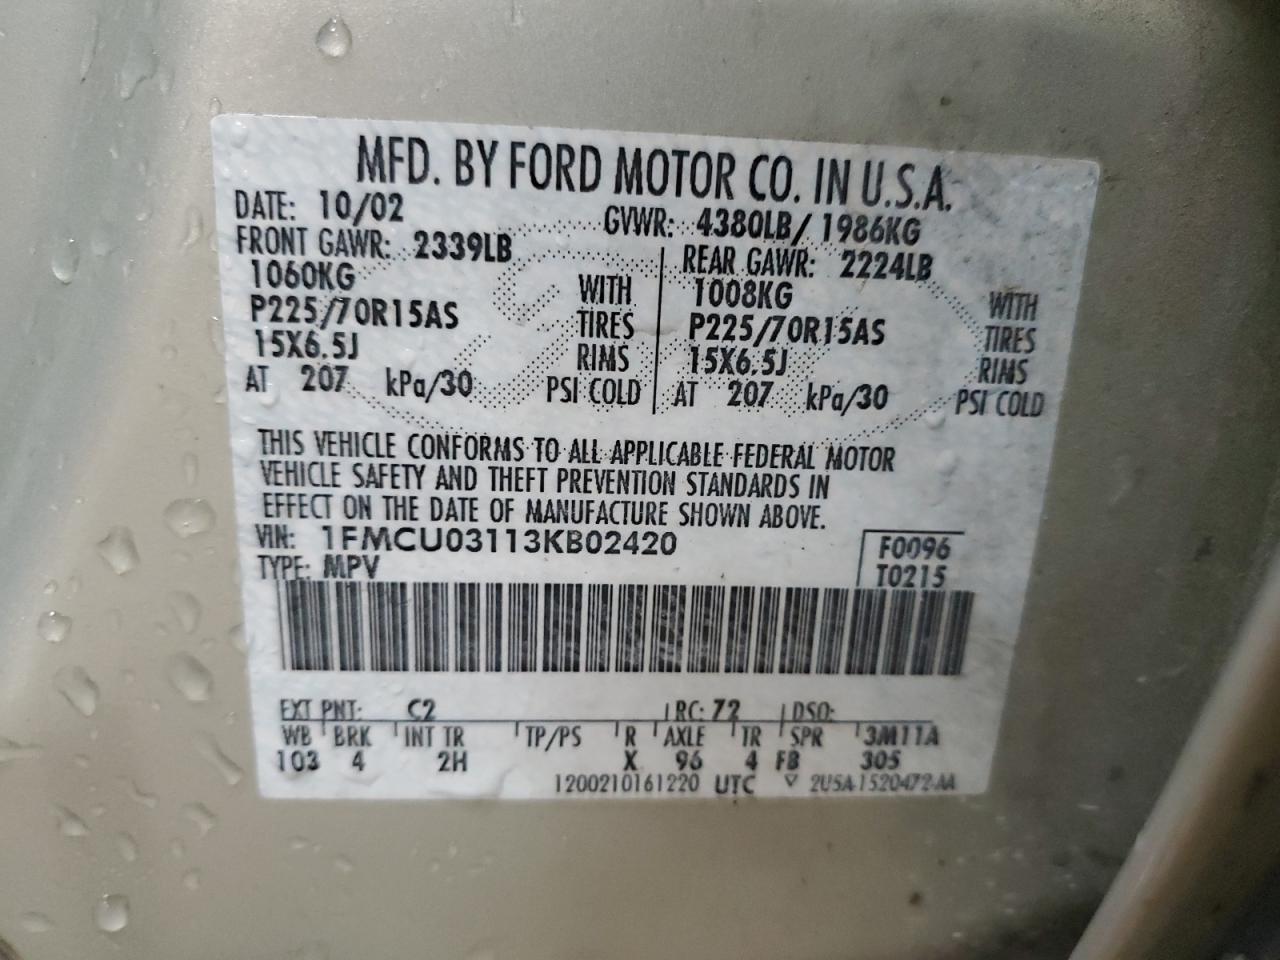 MFD. BY FORD MOTOR CO. IN U.S.A.
DATE: 10/02 GVWR: 4380LB/ 1986KG
FRONT GAWR: 2339LB REAR GAWR: 2224LB
1060KG WITH 1008KG WITH
P225/70R15AS TIRES P225/70R15AS TIRES
15X6.5J RIMS 15X6.5J RIMS
AT 207 kPa/30 PSI COLD AT 207 kPa/30 PSI COLD
THIS VEHICLE CONFORMS TO ALL APPLICABLE FEDERAL MOTOR
VEHICLE SAFETY AND THEFT PREVENTION STANDARDS IN
EFFECT ON THE DATE OF MANUFACTURE SHOWN ABOVE.
VIN: 1FMCU03113KB02420 F0096
TYPE: MPV T0215
EXT PNT: C2 RC: 72 DSO:
WB BRK INT TR TP/PS R AXLE TR SPR 3M11A
103 4 2H X 96 4 F8 305
1200210161220 UTC ▽ 2U5A-1520472-AA